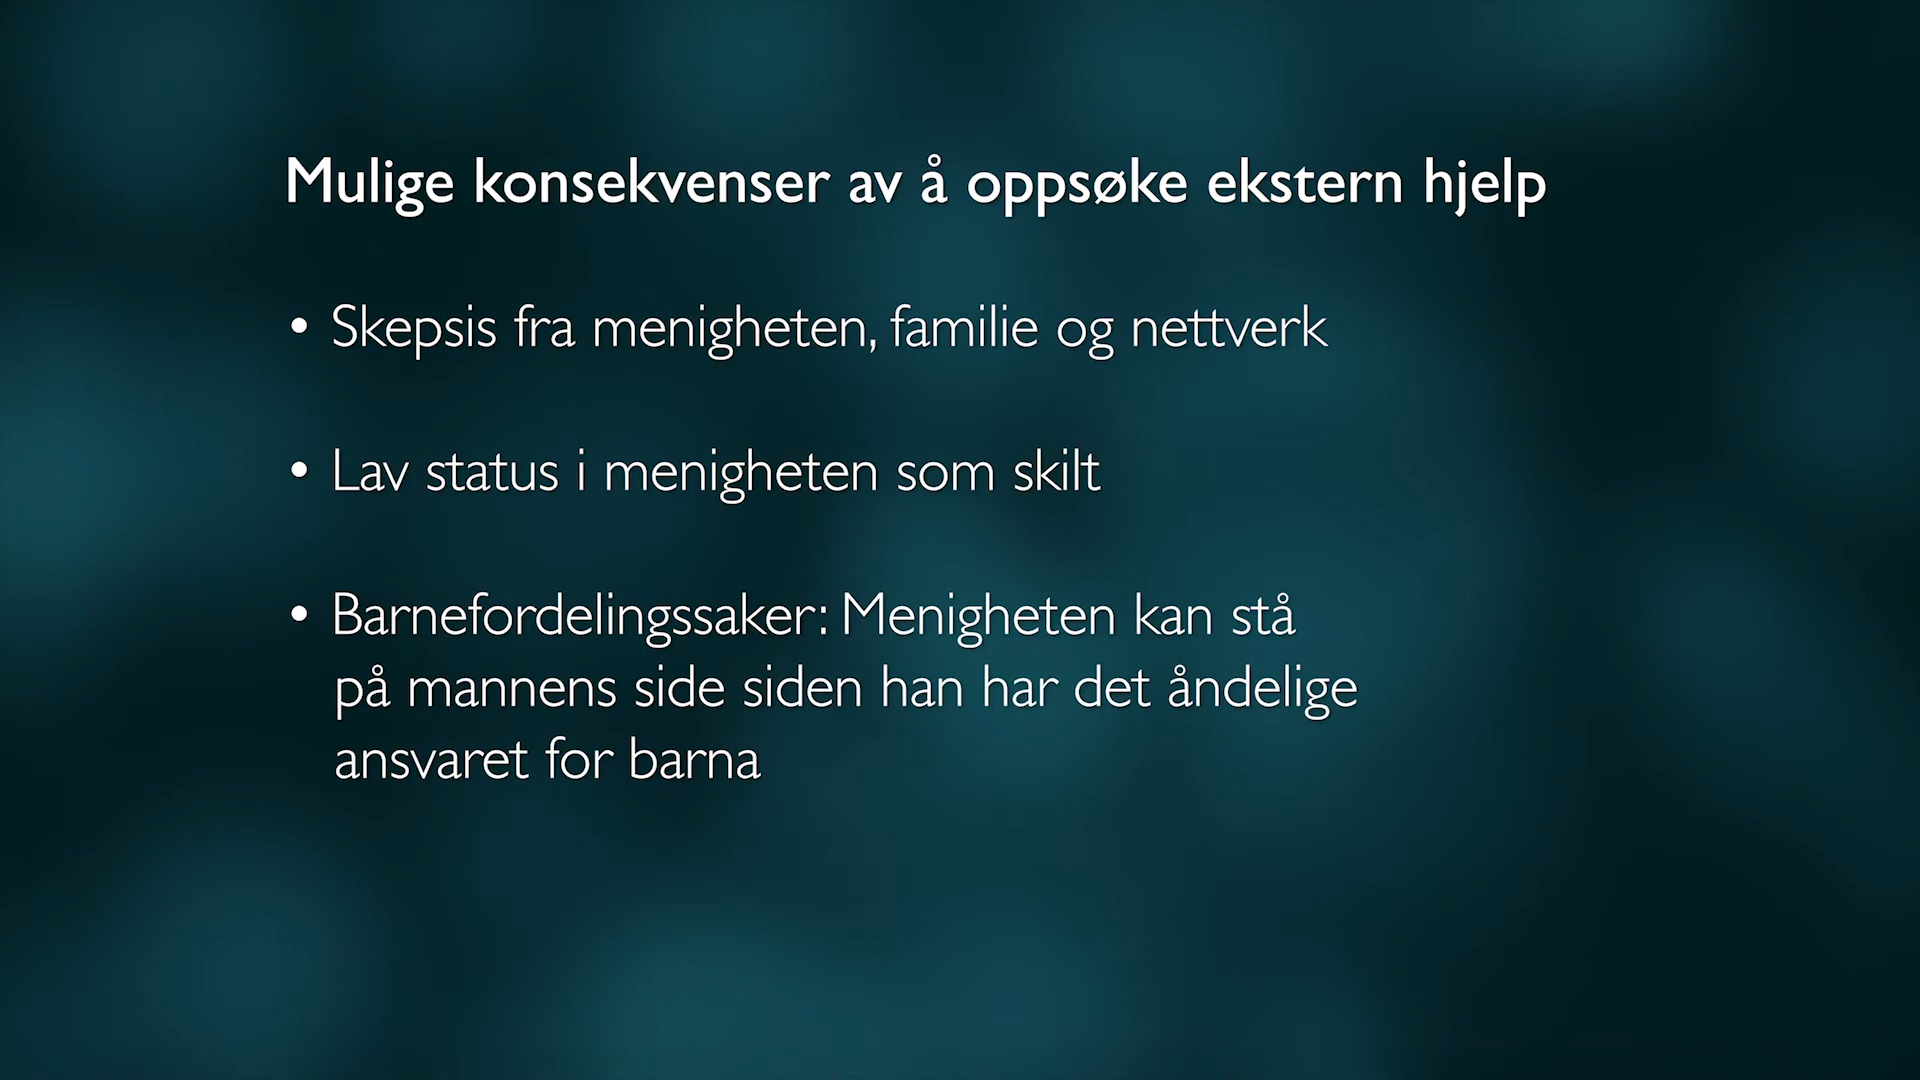 Mulige konsekvenser av å oppsøke ekstern hjelp
• Skepsis fra menigheten, familie og nettverk
• Lav status i menigheten som skilt
• Barnefordelingssaker: Menigheten kan stå
på mannens side siden han har det åndelige
ansvaret for barna